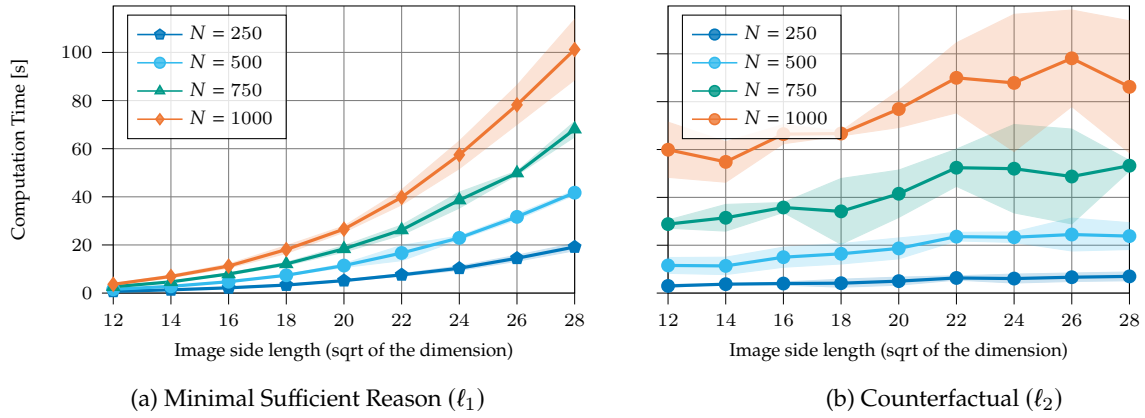 N = 250
N = 500
N = 750
N = 1000
Computation Time [s]
100
80
60
40
20
0
12 14 16 18 20 22 24 26 28
Image side length (sqrt of the dimension)
(a) Minimal Sufficient Reason (ℓ₁)
N = 250
N = 500
N = 750
N = 1000
12 14 16 18 20 22 24 26 28
Image side length (sqrt of the dimension)
(b) Counterfactual (ℓ₂)